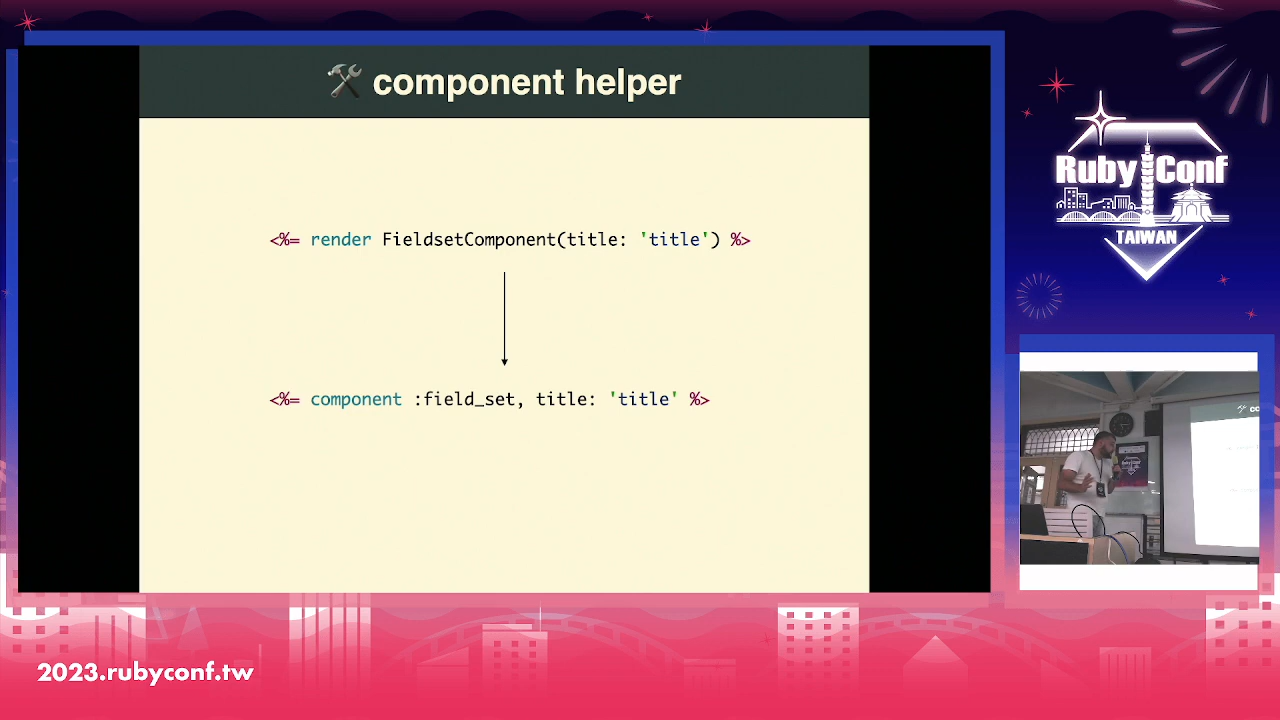 🛠 component helper
<%= render FieldsetComponent(title: 'title') %>
<%= component :field_set, title: 'title' %>
RubyConf
TAIWAN
2023.rubyconf.tw